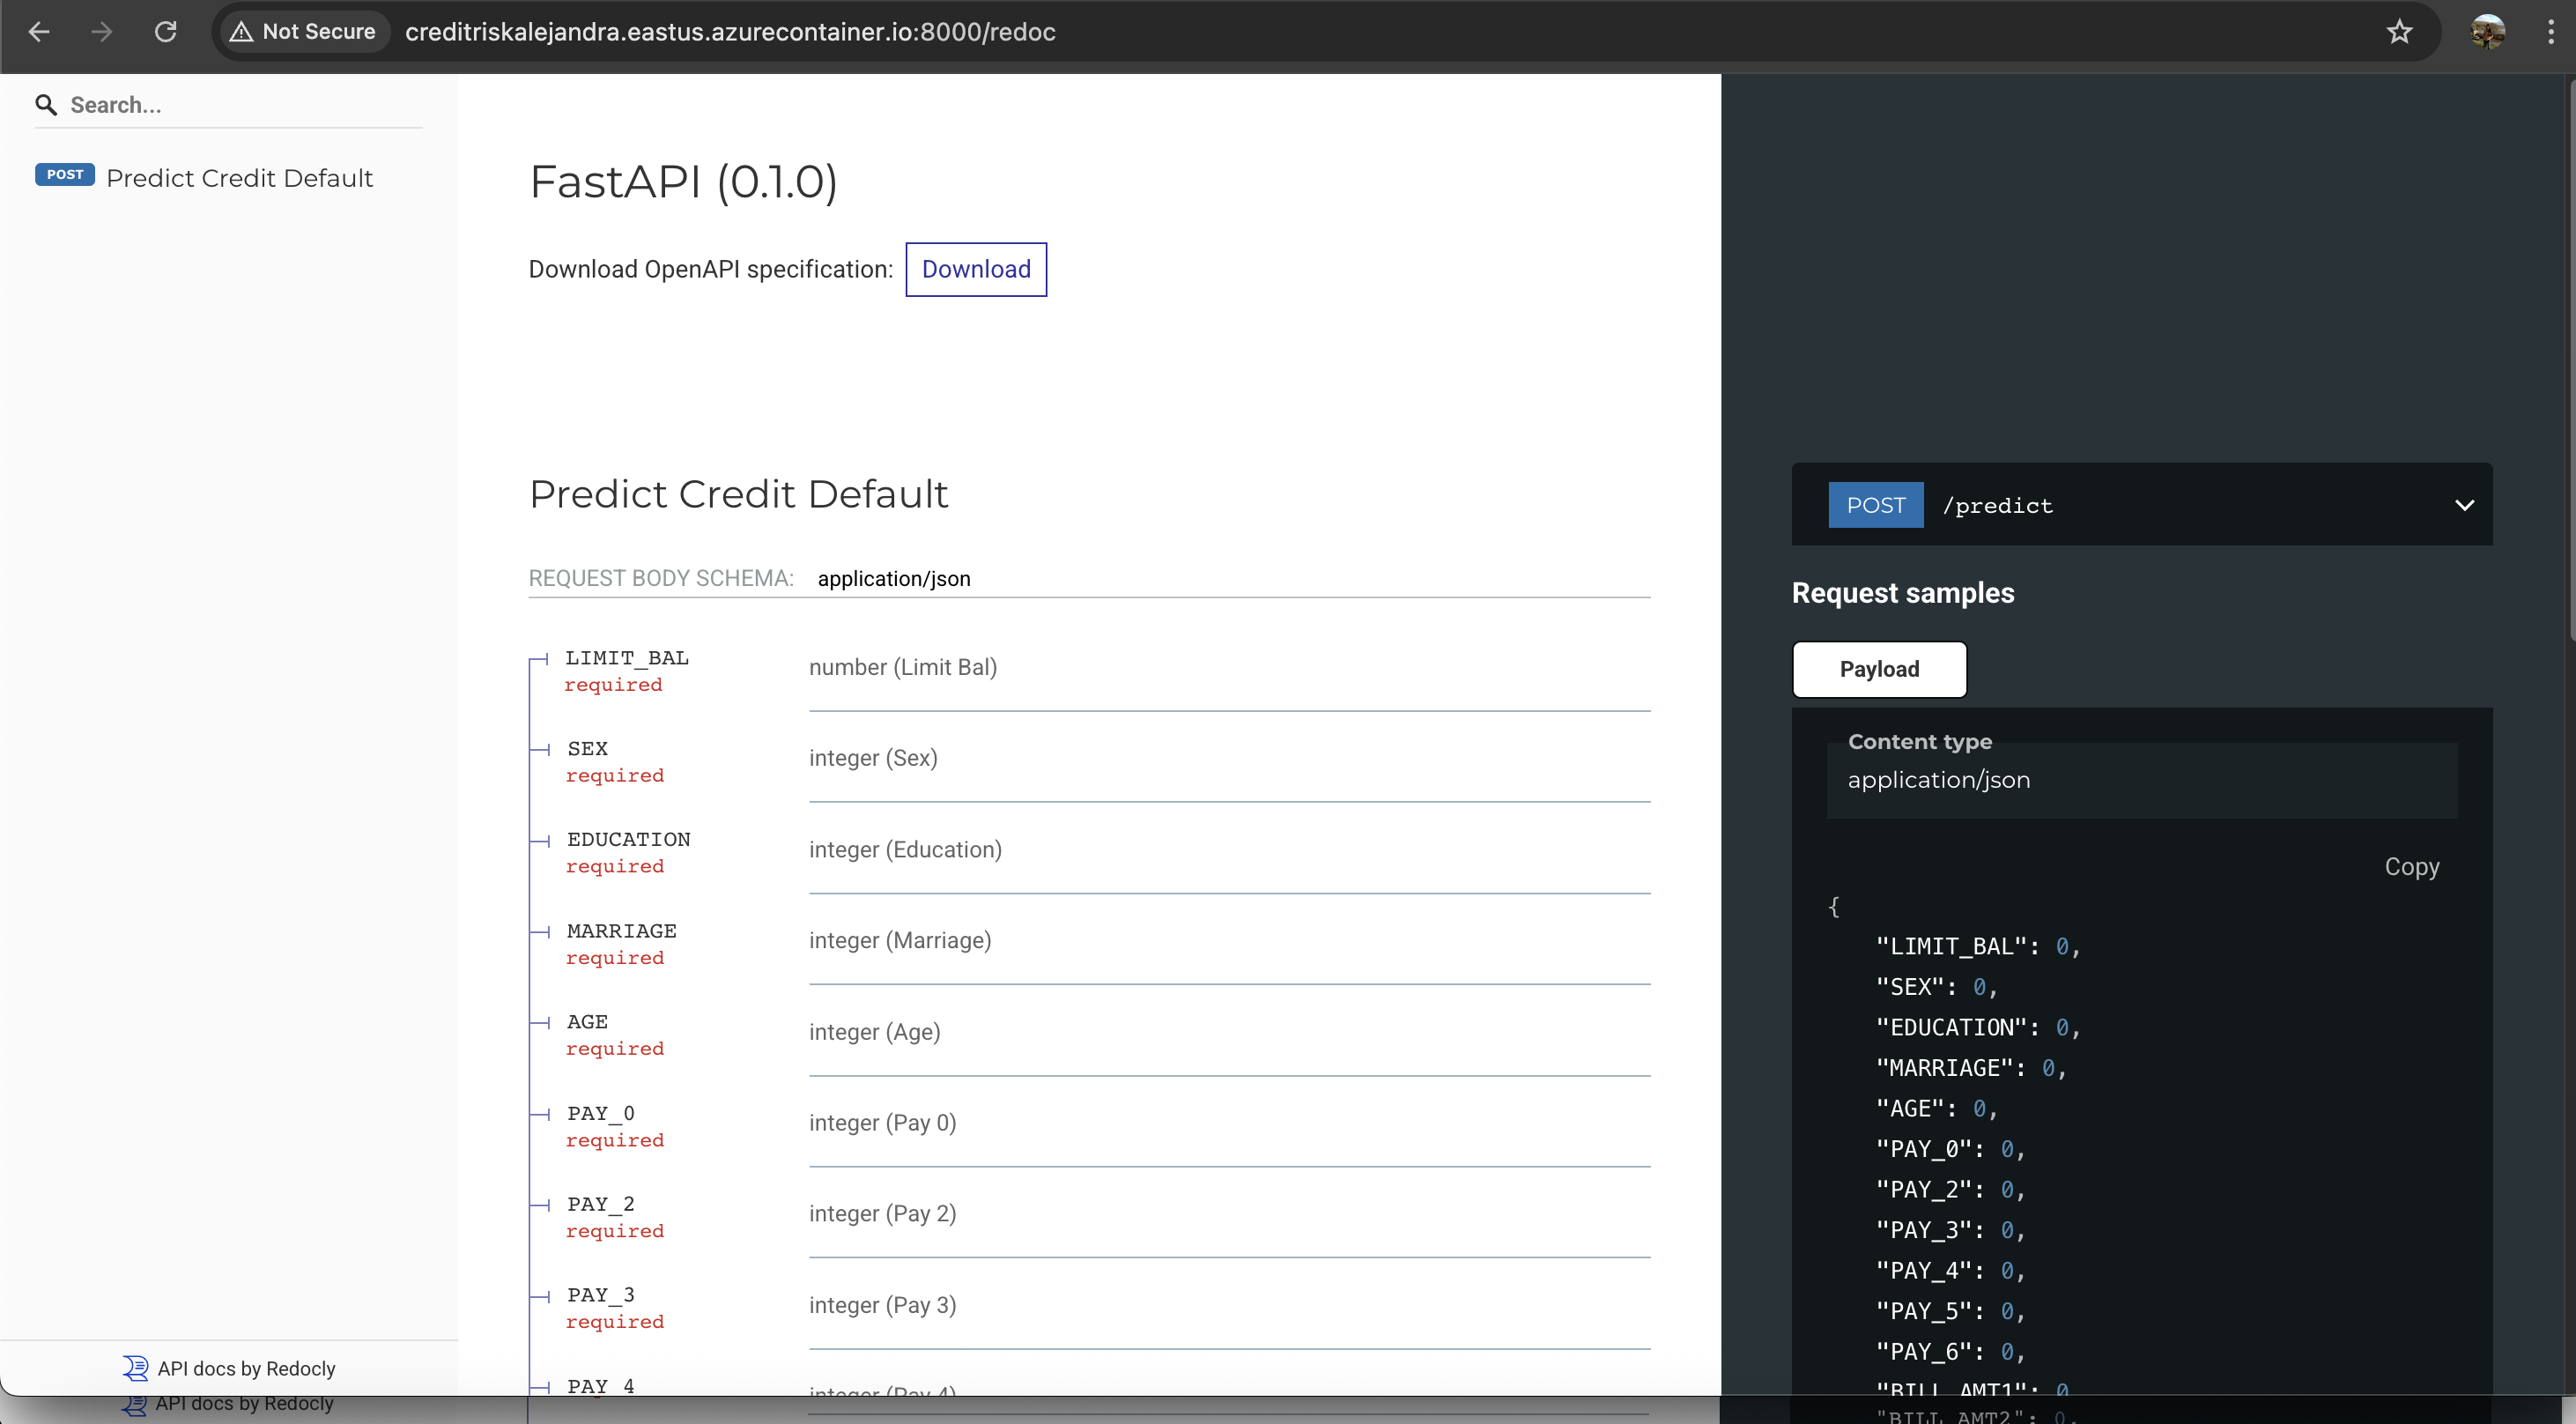 Not Secure creditriskalejandra.eastus.azurecontainer.io:8000/redoc
Search...
POST Predict Credit Default
API docs by Redocly
API docs by Redocly
FastAPI (0.1.0)
Download OpenAPI specification: Download
Predict Credit Default
REQUEST BODY SCHEMA: application/json
LIMIT_BAL
required
number (Limit Bal)
SEX
required
integer (Sex)
EDUCATION
required
integer (Education)
MARRIAGE
required
integer (Marriage)
AGE
required
integer (Age)
PAY_0
required
integer (Pay 0)
PAY_2
required
integer (Pay 2)
PAY_3
required
integer (Pay 3)
PAY_4
integer (Pay 4)
POST /predict
Request samples
Payload
Content type
application/json
Copy
{
"LIMIT_BAL": 0,
"SEX": 0,
"EDUCATION": 0,
"MARRIAGE": 0,
"AGE": 0,
"PAY_0": 0,
"PAY_2": 0,
"PAY_3": 0,
"PAY_4": 0,
"PAY_5": 0,
"PAY_6": 0,
"BILL_AMT1": 0
"BILL_AMT2": 0,